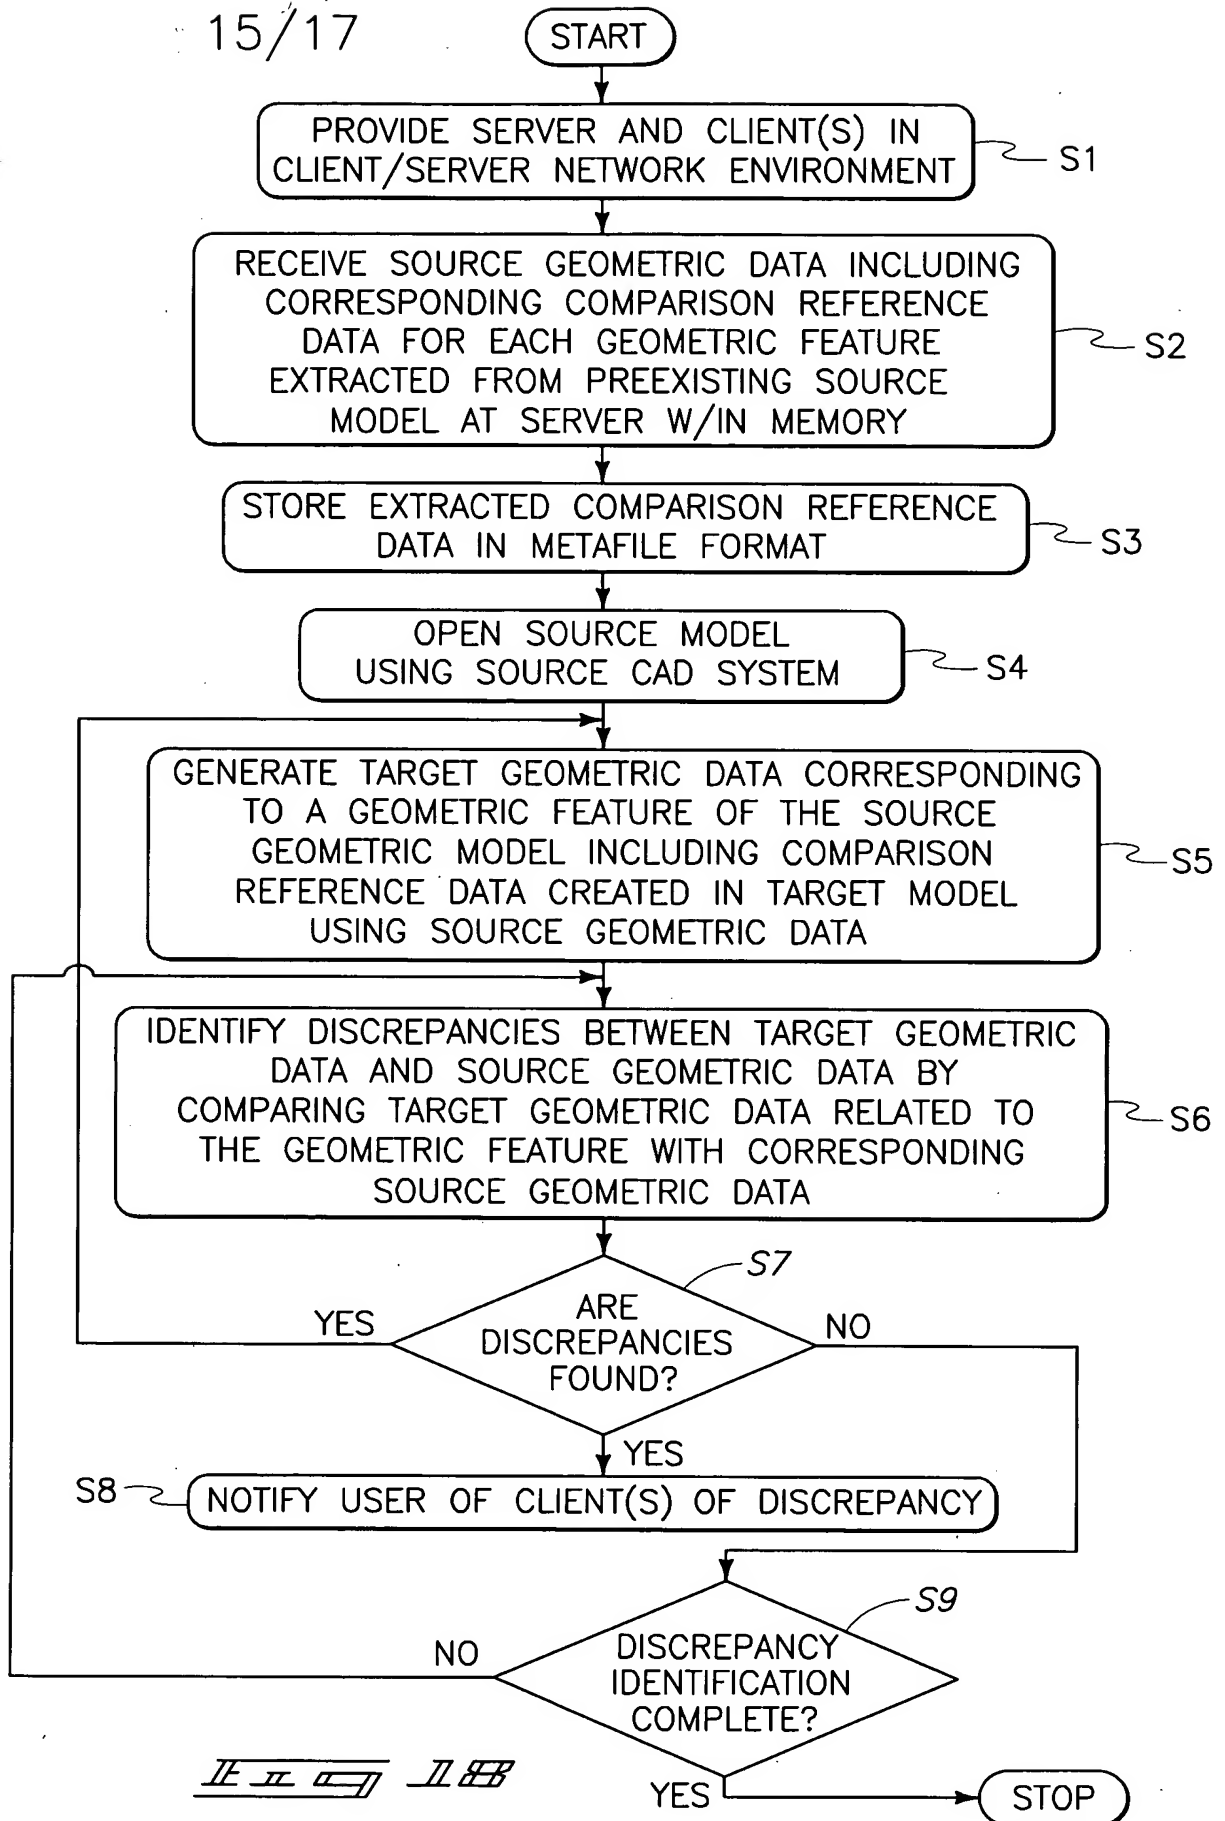 15/17
START
PROVIDE SERVER AND CLIENT(S) IN
CLIENT/SERVER NETWORK ENVIRONMENT
S1
RECEIVE SOURCE GEOMETRIC DATA INCLUDING
CORRESPONDING COMPARISON REFERENCE
DATA FOR EACH GEOMETRIC FEATURE
EXTRACTED FROM PREEXISTING SOURCE
MODEL AT SERVER W/IN MEMORY
S2
STORE EXTRACTED COMPARISON REFERENCE
DATA IN METAFILE FORMAT
S3
OPEN SOURCE MODEL
USING SOURCE CAD SYSTEM
S4
GENERATE TARGET GEOMETRIC DATA CORRESPONDING
TO A GEOMETRIC FEATURE OF THE SOURCE
GEOMETRIC MODEL INCLUDING COMPARISON
REFERENCE DATA CREATED IN TARGET MODEL
USING SOURCE GEOMETRIC DATA
S5
IDENTIFY DISCREPANCIES BETWEEN TARGET GEOMETRIC
DATA AND SOURCE GEOMETRIC DATA BY
COMPARING TARGET GEOMETRIC DATA RELATED TO
THE GEOMETRIC FEATURE WITH CORRESPONDING
SOURCE GEOMETRIC DATA
S6
S7
YES
ARE
DISCREPANCIES
FOUND?
NO
YES
S8
NOTIFY USER OF CLIENT(S) OF DISCREPANCY
S9
NO
DISCREPANCY
IDENTIFICATION
COMPLETE?
YES
STOP
Fig 18